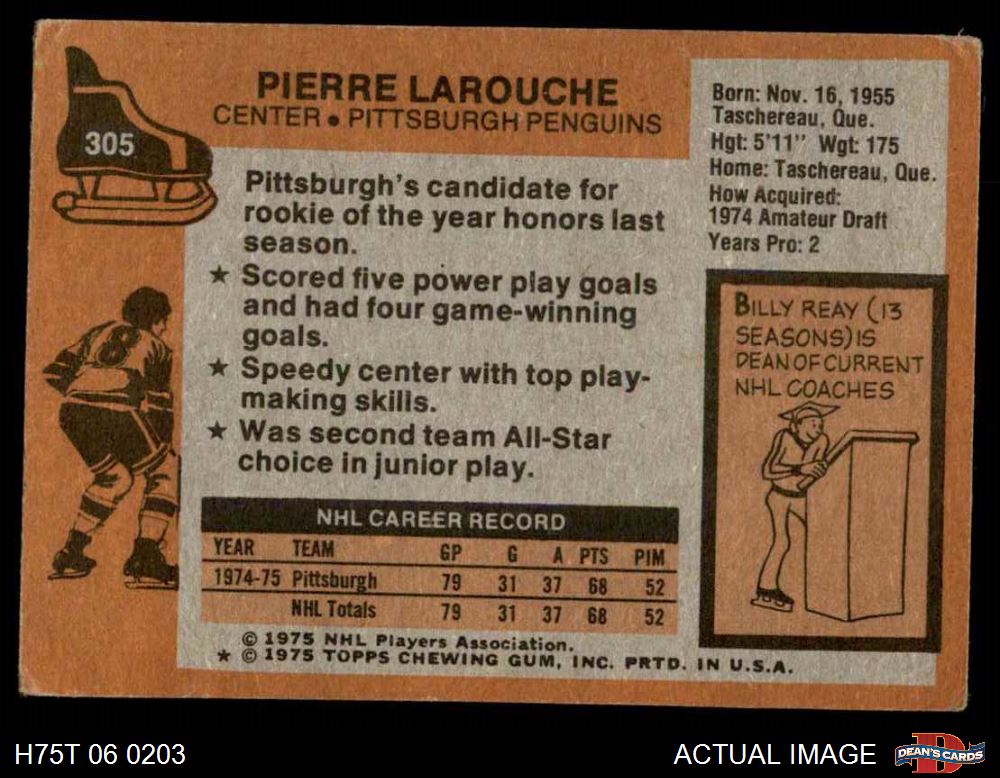 305
PIERRE LAROUCHE
CENTER • PITTSBURGH PENGUINS
Pittsburgh's candidate for
rookie of the year honors last
season.
★ Scored five power play goals
and had four game-winning
goals.
★ Speedy center with top play-
making skills.
★ Was second team All-Star
choice in junior play.
Born: Nov. 16, 1955
Taschereau, Que.
Hgt: 5'11" Wgt: 175
Home: Taschereau, Que.
How Acquired:
1974 Amateur Draft
Years Pro: 2
BILLY REAY (13
SEASONS) IS
DEAN OF CURRENT
NHL COACHES
8
NHL CAREER RECORD
YEAR TEAM GP G A PTS PIM
1974-75 Pittsburgh 79 31 37 68 52
NHL Totals 79 31 37 68 52
© 1975 NHL Players Association.
★ © 1975 TOPPS CHEWING GUM, INC. PRTD. IN U.S.A.
H75T 06 0203
ACTUAL IMAGE
D
DEAN'S CARDS